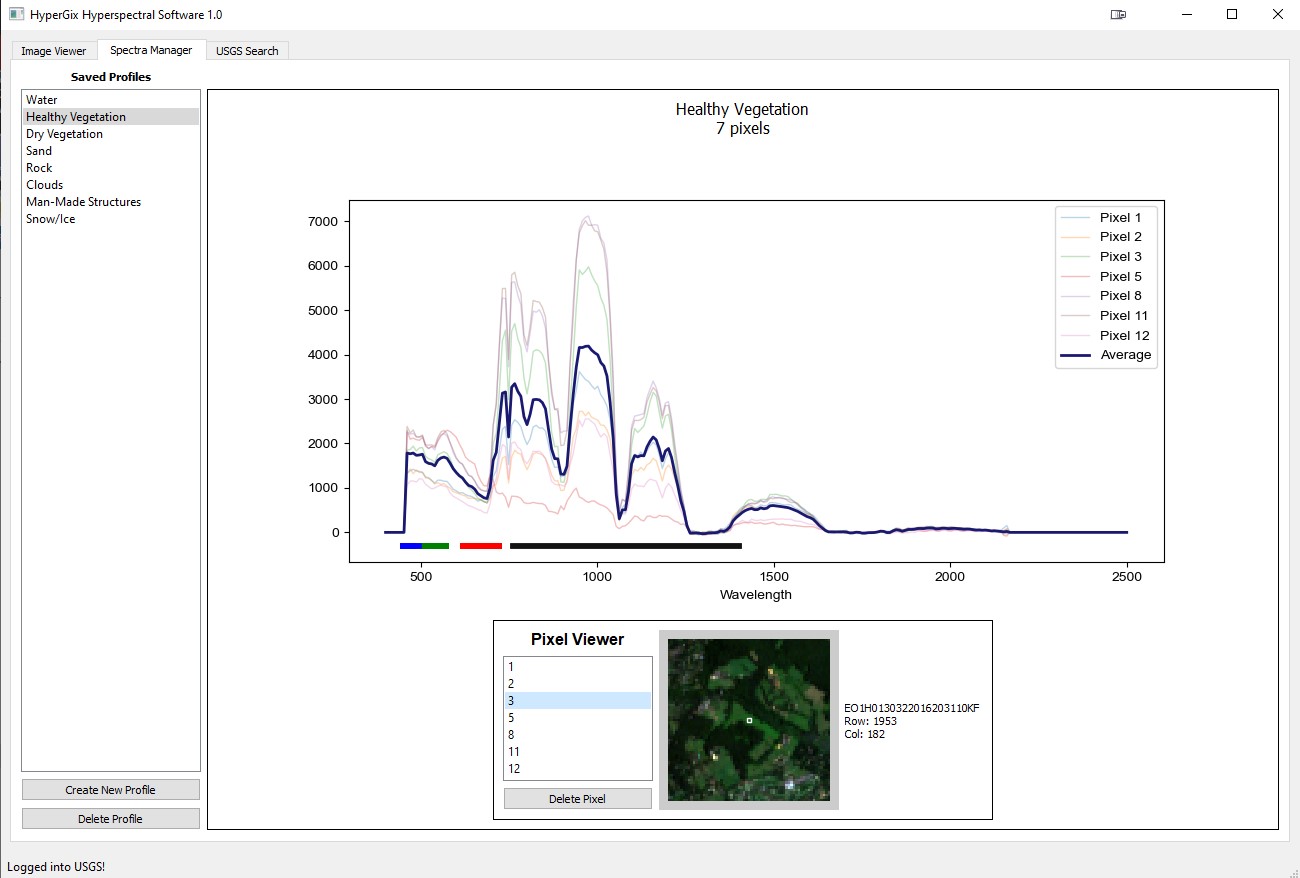 HyperGix Hyperspectral Software 1.0
Image Viewer
Spectra Manager
USGS Search
Saved Profiles
Water
Healthy Vegetation
Dry Vegetation
Sand
Rock
Clouds
Man-Made Structures
Snow/Ice
Create New Profile
Delete Profile
Healthy Vegetation
7 pixels
7000
6000
5000
4000
3000
2000
1000
0
500
1000
1500
2000
2500
Wavelength
Pixel 1
Pixel 2
Pixel 3
Pixel 5
Pixel 8
Pixel 11
Pixel 12
Average
Pixel Viewer
1
2
3
5
8
11
12
Delete Pixel
EO1H0130322016203110KF
Row: 1953
Col: 182
Logged into USGS!